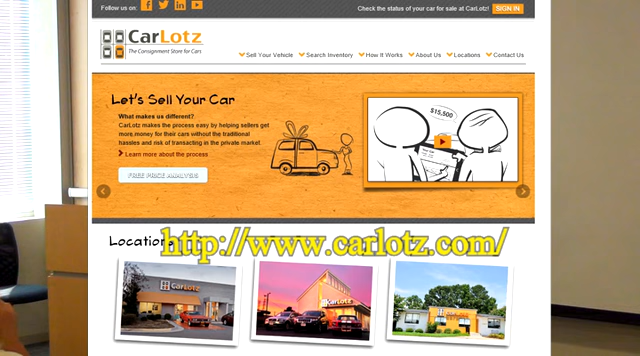 Follow us on:
Check the status of your car for sale at CarLotz!
SIGN IN
CarLotz
The Consignment Store for Cars
Sell Your Vehicle
Search Inventory
How It Works
About Us
Locations
Contact Us
Let's Sell Your Car
What makes us different?
CarLotz makes the process easy by helping sellers get
more money for their cars without the traditional
hassles and risk of transacting in the private market.
Learn more about the process
FREE PRICE ANALYSIS
$15,500
Locations
http://www.carlotz.com/
CARLOTZ
CARLOTZ